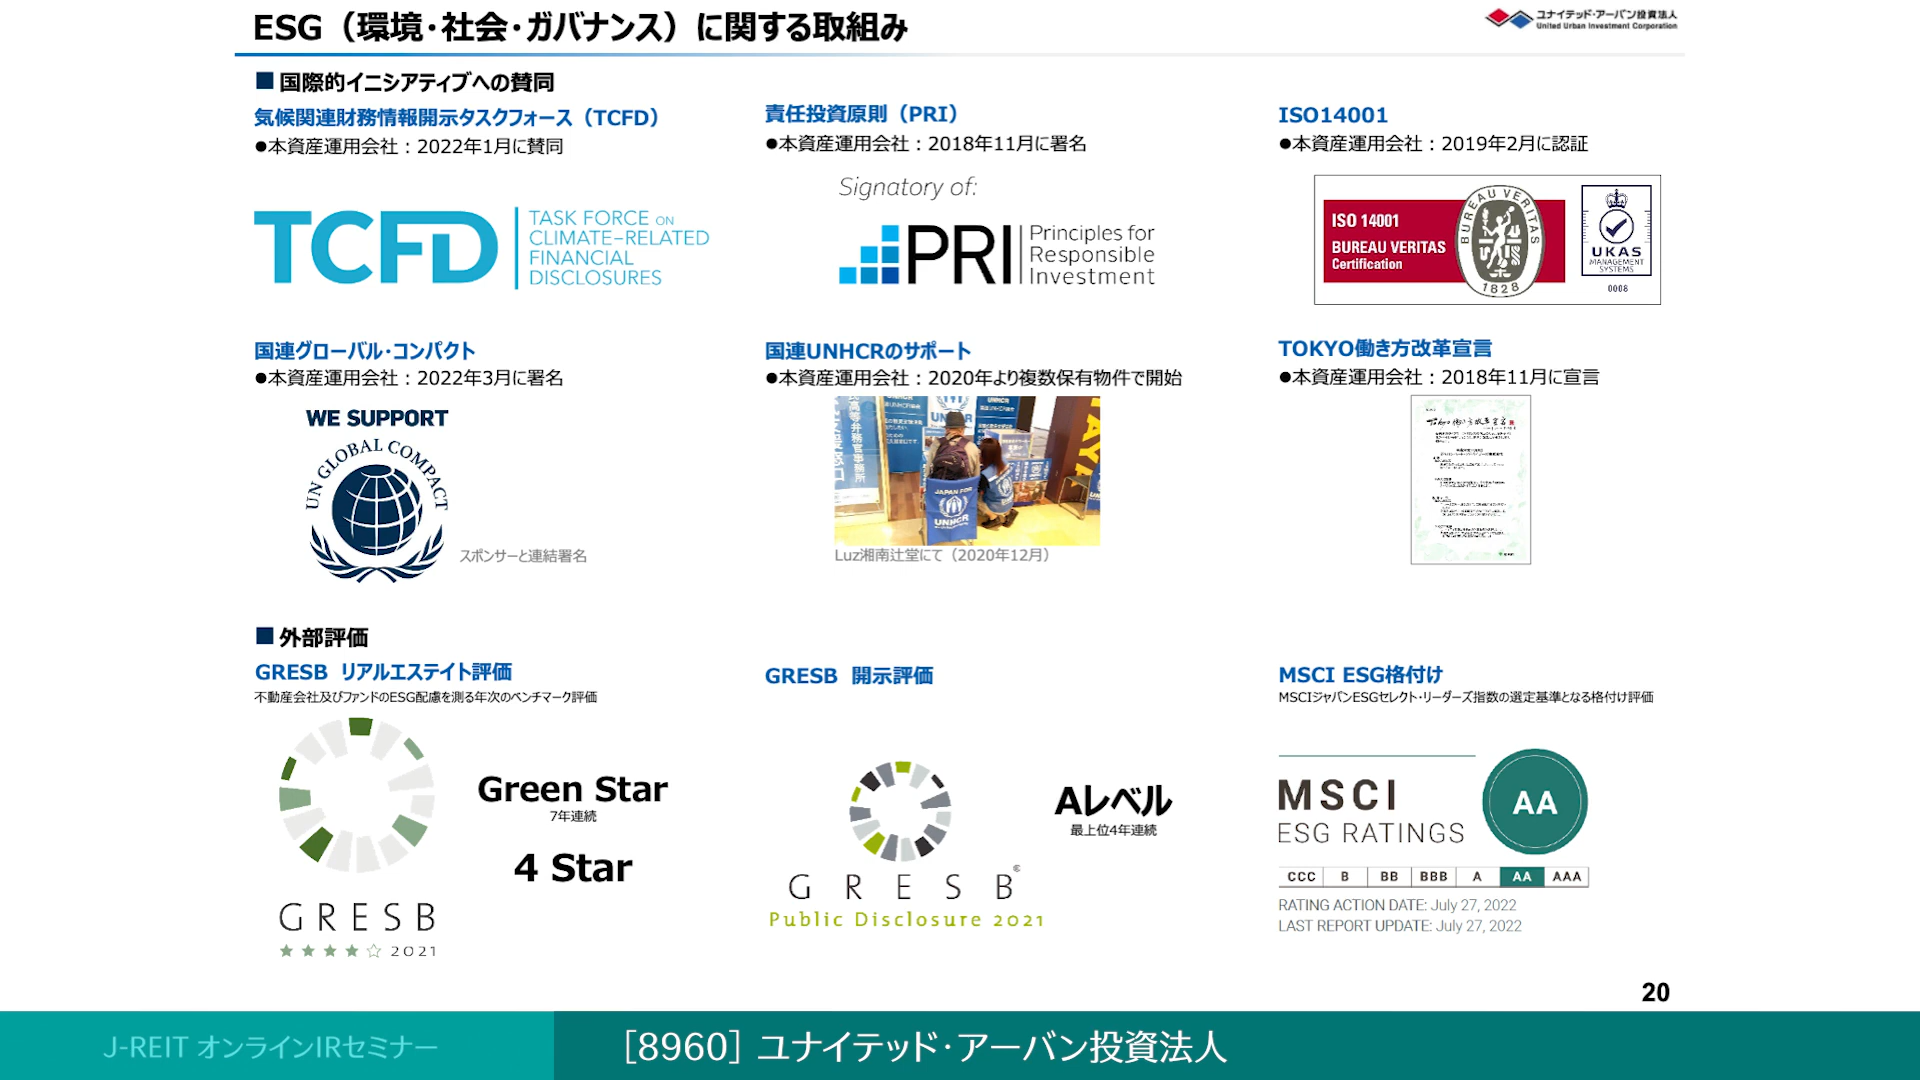 ESG（環境・社会・ガバナンス）に関する取組み
ユナイテッド・アーバン投資法人
United Urban Investment Corporation
■ 国際的イニシアティブへの賛同
気候関連財務情報開示タスクフォース（TCFD）
●本資産運用会社：2022年1月に賛同
TCFD
TASK FORCE ON
CLIMATE-RELATED
FINANCIAL
DISCLOSURES
責任投資原則（PRI）
●本資産運用会社：2018年11月に署名
Signatory of:
PRI
Principles for
Responsible
Investment
ISO14001
●本資産運用会社：2019年2月に認証
ISO 14001
BUREAU VERITAS
Certification
BUREAU VERITAS
1828
UKAS
MANAGEMENT
SYSTEMS
0008
国連グローバル・コンパクト
●本資産運用会社：2022年3月に署名
WE SUPPORT
UN GLOBAL COMPACT
スポンサーと連結署名
国連UNHCRのサポート
●本資産運用会社：2020年より複数保有物件で開始
高等弁務官事務所
JAPAN FOR
UNHCR
Luz湘南辻堂にて（2020年12月）
TOKYO働き方改革宣言
●本資産運用会社：2018年11月に宣言
■ 外部評価
GRESB リアルエステイト評価
不動産会社及びファンドのESG配慮を測る年次のベンチマーク評価
Green Star
7年連続
4 Star
GRESB
★★★★☆ 2021
GRESB 開示評価
Aレベル
最上位4年連続
GRESB
Public Disclosure 2021
MSCI ESG格付け
MSCIジャパンESGセレクト・リーダーズ指数の選定基準となる格付け評価
MSCI
ESG RATINGS
AA
CCC B BB BBB A AA AAA
RATING ACTION DATE: July 27, 2022
LAST REPORT UPDATE: July 27, 2022
20
J-REIT オンラインIRセミナー
［8960］ユナイテッド・アーバン投資法人